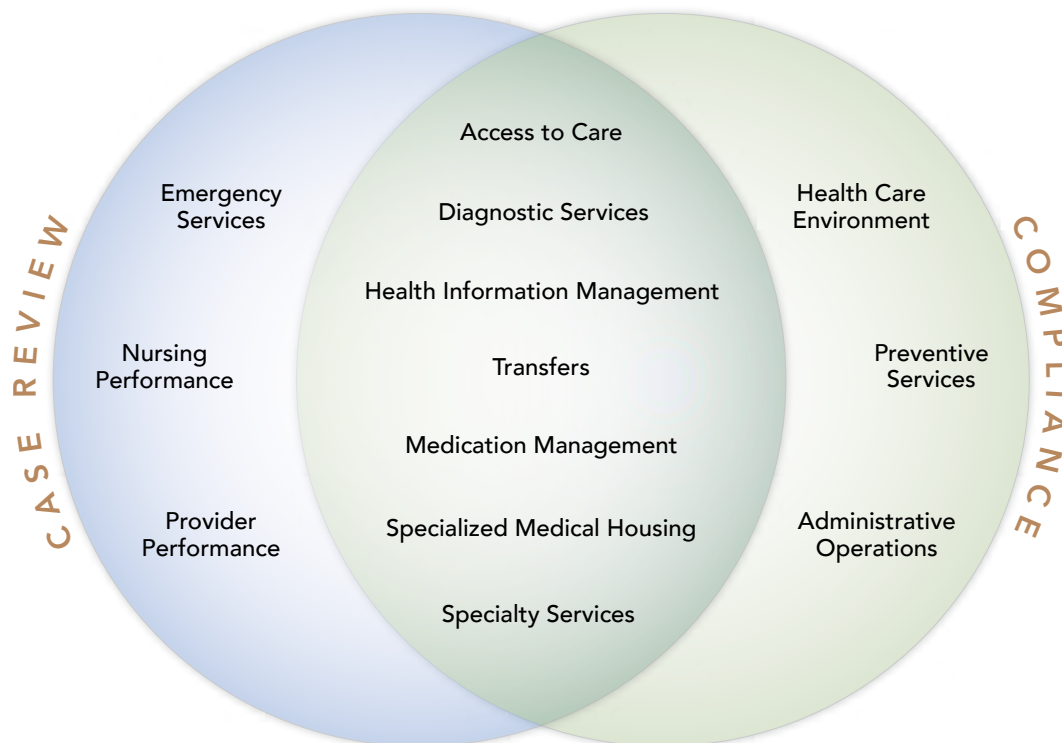 CASE REVIEW
Emergency
Services
Nursing
Performance
Provider
Performance
Access to Care
Diagnostic Services
Health Information Management
Transfers
Medication Management
Specialized Medical Housing
Specialty Services
Health Care
Environment
Preventive
Services
Administrative
Operations
COMPLIANCE